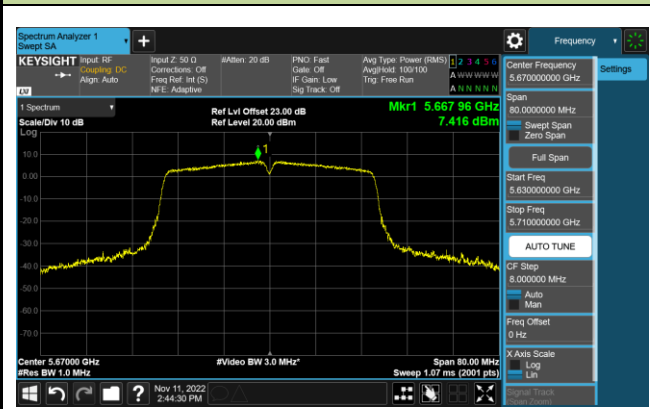 Spectrum Analyzer 1
Swept SA
Frequency
KEYSIGHT
Input: RF
Coupling: DC
Align: Auto
Input Z: 50 Ω
Corrections: Off
Freq Ref: Int (S)
NFE: Adaptive
#Atten: 20 dB
PNO: Fast
Gate: Off
IF Gain: Low
Sig Track: Off
Avg Type: Power (RMS)
Avg|Hold: 100/100
Trig: Free Run
1 2 3 4 5 6
A W W W W W
A N N N N N
LXI
1 Spectrum
Scale/Div 10 dB
Log
Ref Lvl Offset 23.00 dB
Ref Level 20.00 dBm
Mkr1 5.667 96 GHz
7.416 dBm
1
10.0
0.00
-10.0
-20.0
-30.0
-40.0
-50.0
-60.0
-70.0
Center 5.67000 GHz
#Res BW 1.0 MHz
#Video BW 3.0 MHz*
Span 80.00 MHz
Sweep 1.07 ms (2001 pts)
Nov 11, 2022
2:44:30 PM
Center Frequency
5.670000000 GHz
Settings
Span
80.0000000 MHz
Swept Span
Zero Span
Full Span
Start Freq
5.630000000 GHz
Stop Freq
5.710000000 GHz
AUTO TUNE
CF Step
8.000000 MHz
Auto
Man
Freq Offset
0 Hz
X Axis Scale
Log
Lin
Signal Track
(Span Zoom)